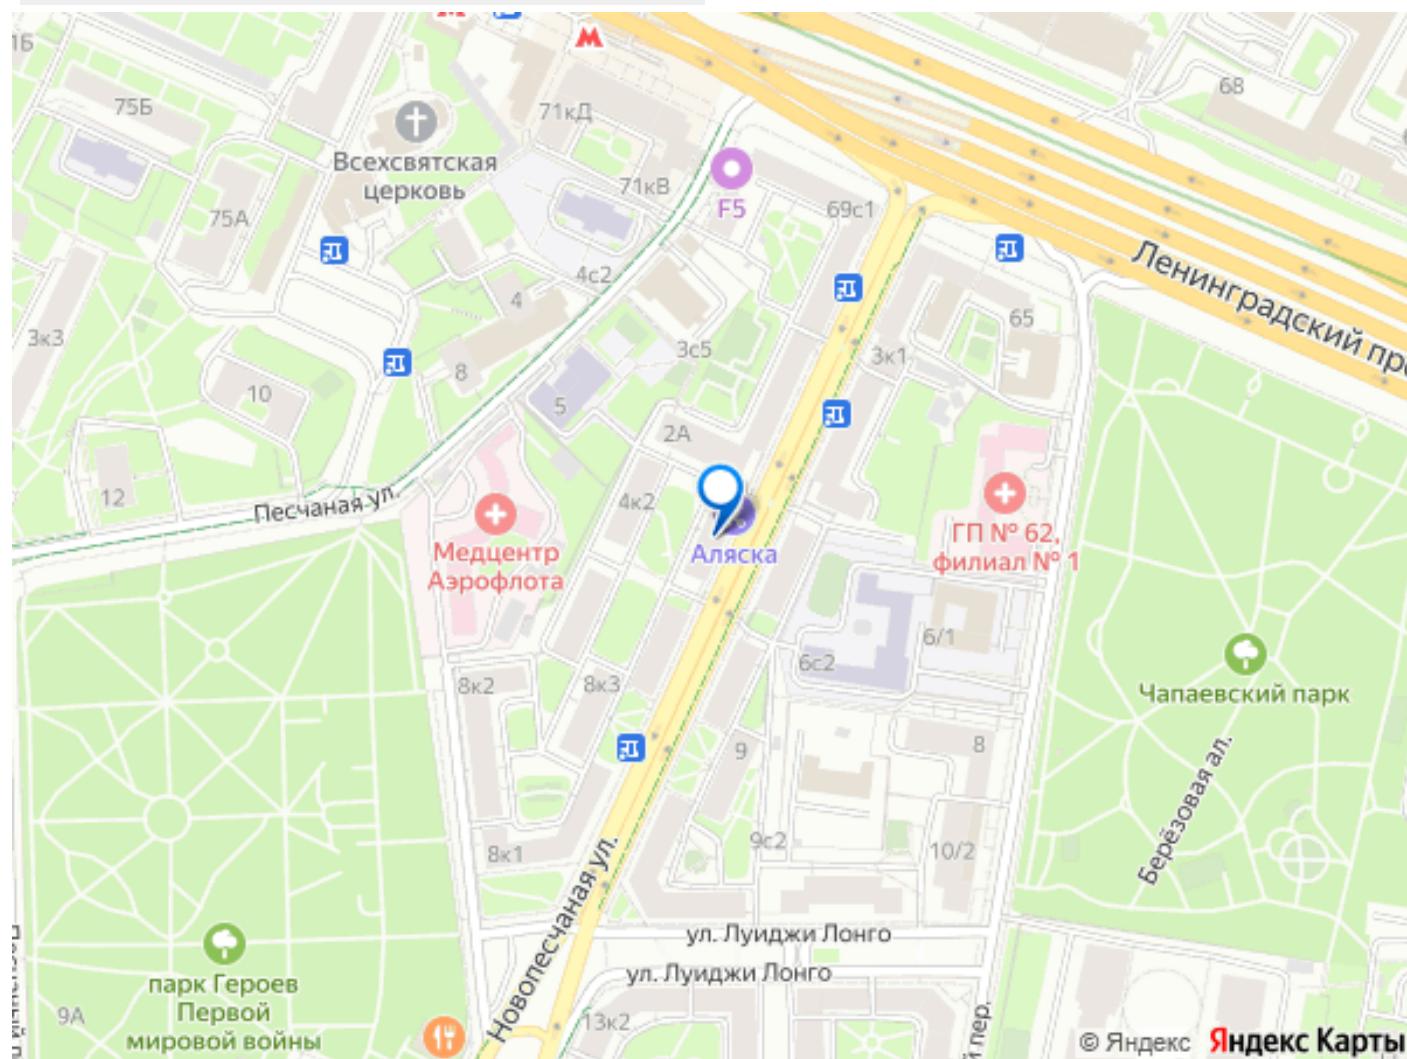 68
1Б
75Б
71кД
Всехсвятская
церковь
71кВ
F5
69с1
75А
4с2
Ленинградский про
4
65
3к3
3с5
3к1
8
10
5
2А
12
Песчаная ул.
4к2
Медцентр
Аэрофлота
Аляска
ГП № 62,
филиал № 1
6/1
6с2
8к2
8к3
Чапаевский парк
9
8
Берёзовая ал.
8к1
9с2
10/2
Новопесчаная ул.
ул. Луиджи Лонго
ул. Луиджи Лонго
парк Героев
Первой
мировой войны
9А
13к2
й пер.
© Яндекс Яндекс Карты